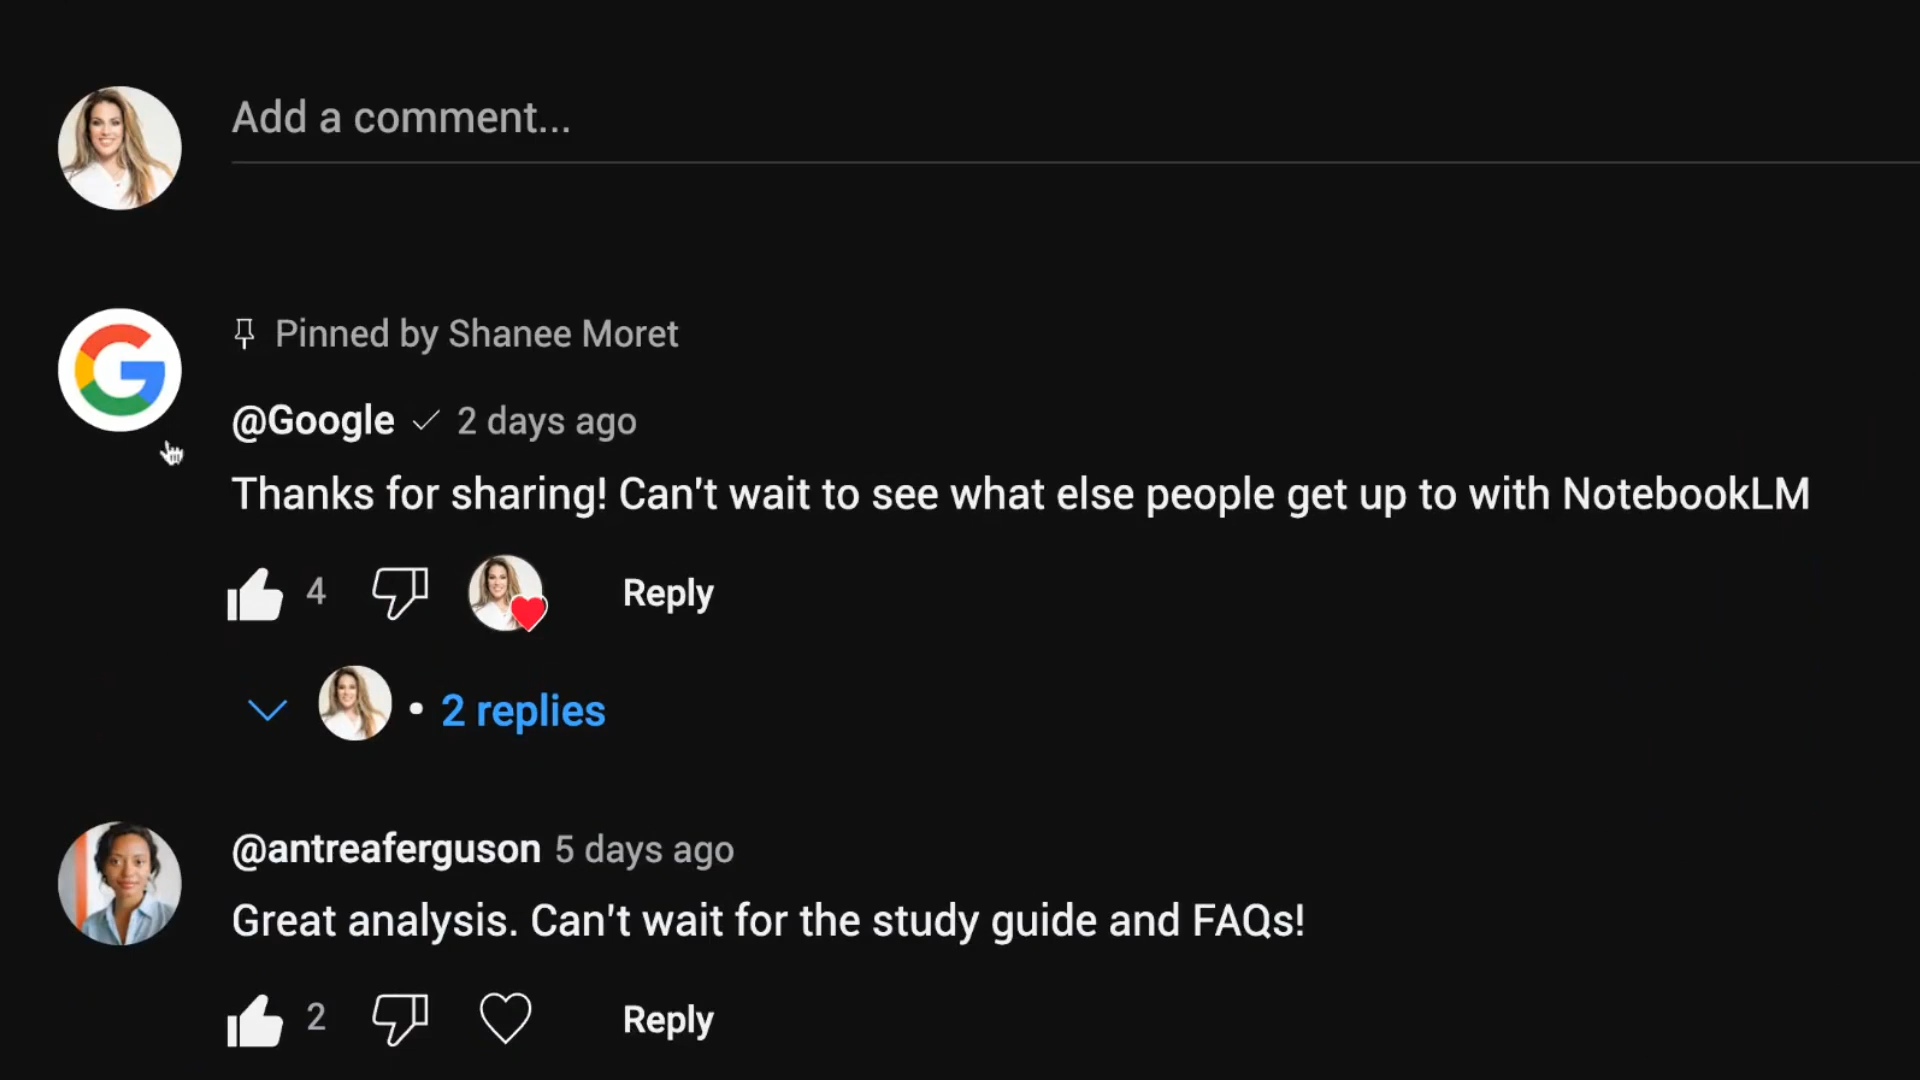 Add a comment...
Pinned by Shanee Moret
@Google 2 days ago
Thanks for sharing! Can't wait to see what else people get up to with NotebookLM
4 Reply
• 2 replies
@antreaferguson 5 days ago
Great analysis. Can't wait for the study guide and FAQs!
2 Reply